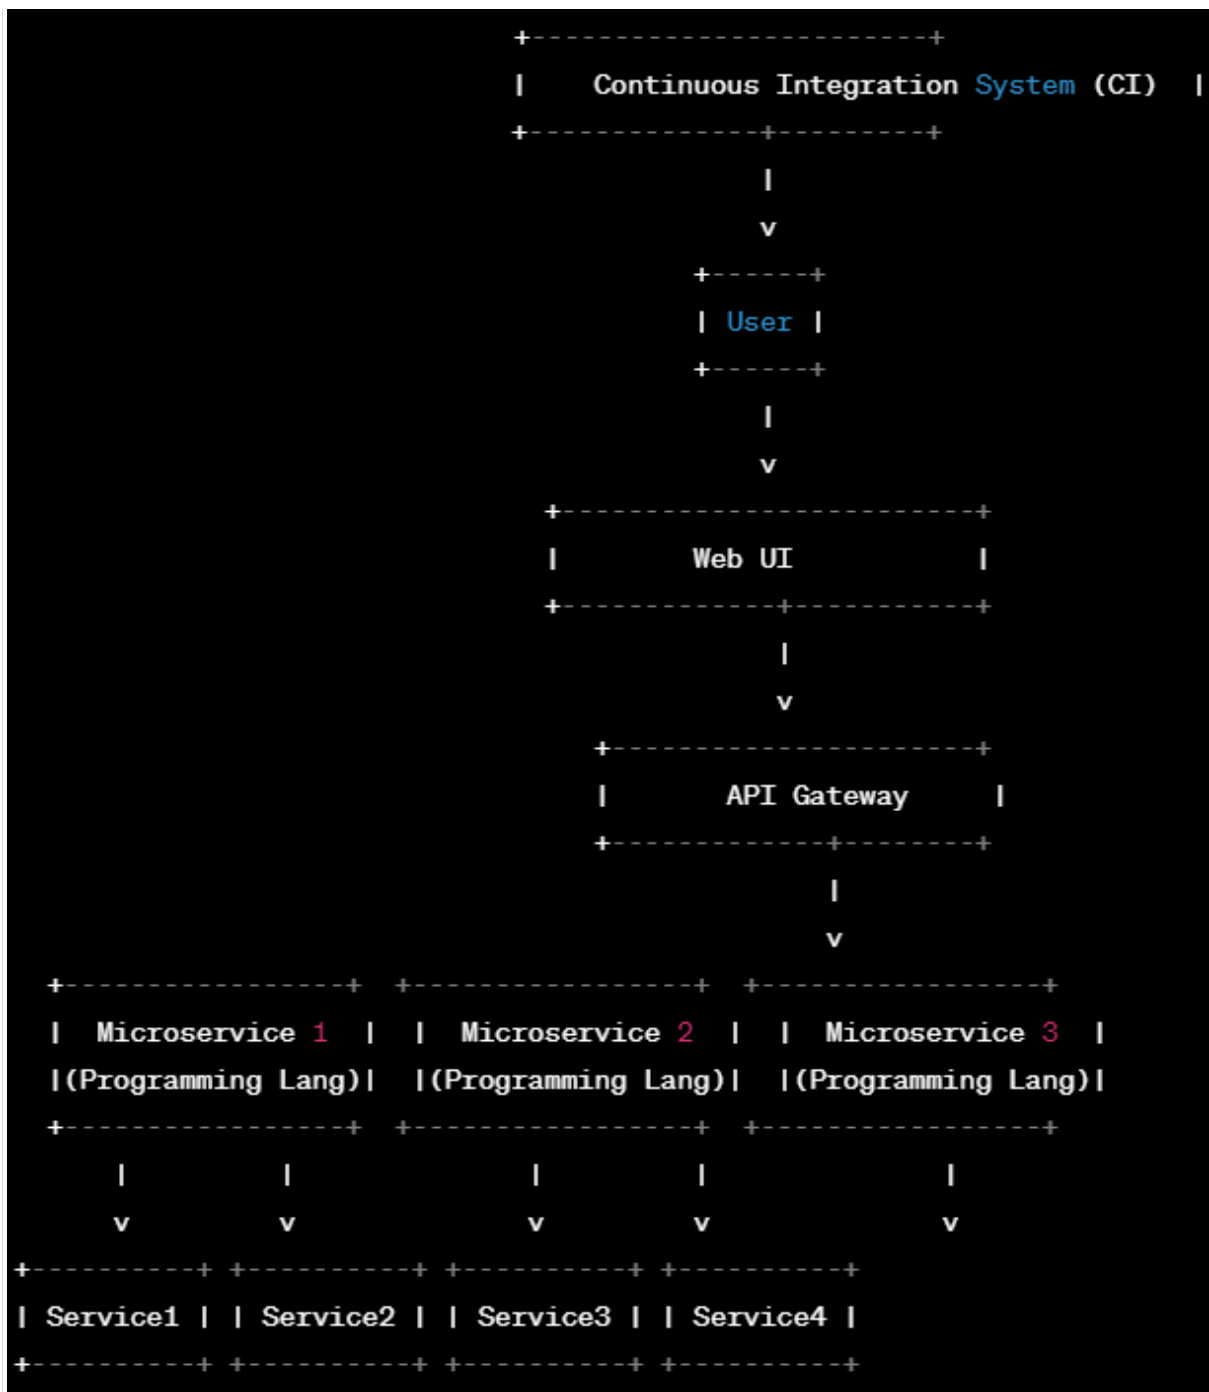 +------------------------+
|    Continuous Integration System (CI)  |
+--------------+---------+
|
v
+------+
| User |
+------+
|
v
+-------------------------+
|        Web UI           |
+-------------+-----------+
|
v
+----------------------+
|       API Gateway     |
+-------------+--------+
|
v
+-----------------+  +-----------------+  +-----------------+
|  Microservice 1  |  |  Microservice 2  |  |  Microservice 3  |
|(Programming Lang)|  |(Programming Lang)|  |(Programming Lang)|
+-----------------+  +-----------------+  +-----------------+
|         |              |         |              |
v         v              v         v              v
+----------+ +----------+ +----------+ +----------+
| Service1 | | Service2 | | Service3 | | Service4 |
+----------+ +----------+ +----------+ +----------+